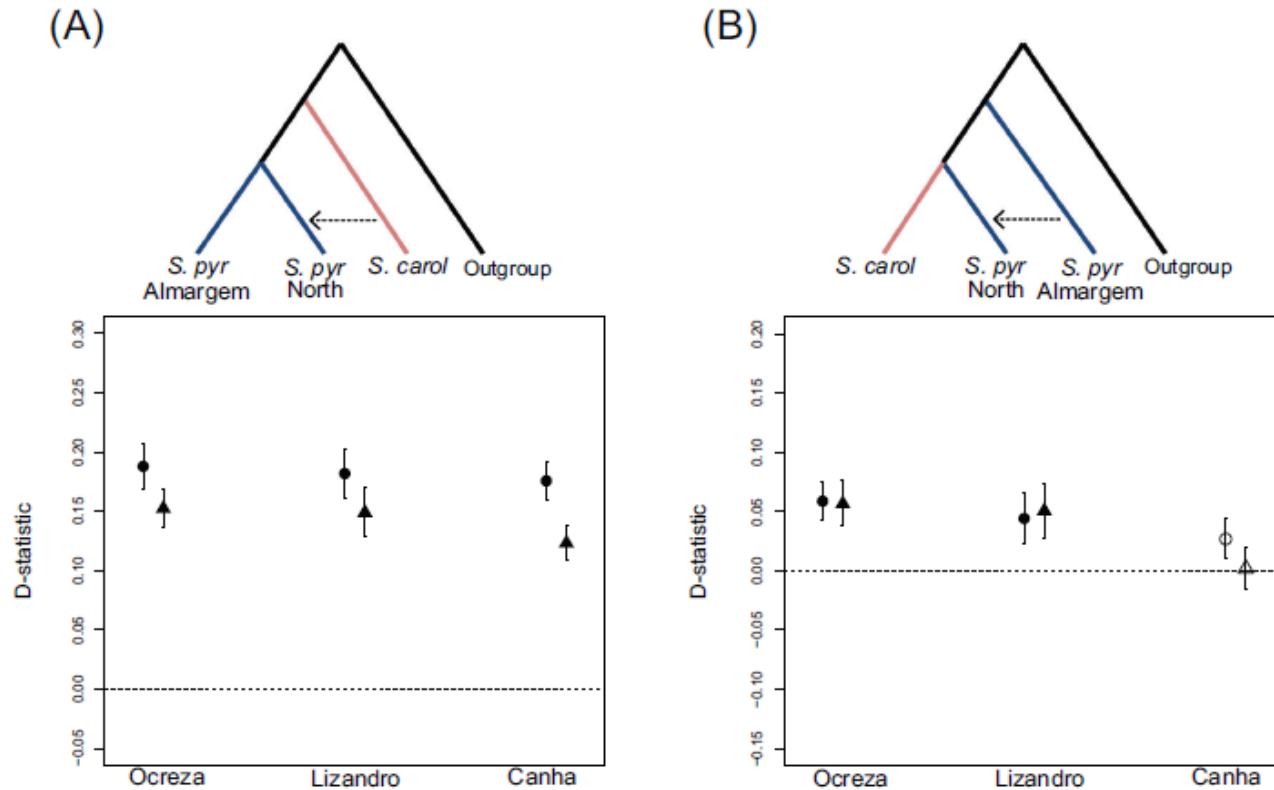 (A)
S. pyr Almargem
S. pyr North
S. carol
Outgroup
D-statistic
0.30
0.25
0.20
0.15
0.10
0.05
0.00
−0.05
Ocreza Lizandro Canha
(B)
S. carol
S. pyr North
S. pyr Almargem
Outgroup
D-statistic
0.20
0.15
0.10
0.05
0.00
−0.05
−0.10
−0.15
Ocreza Lizandro Canha